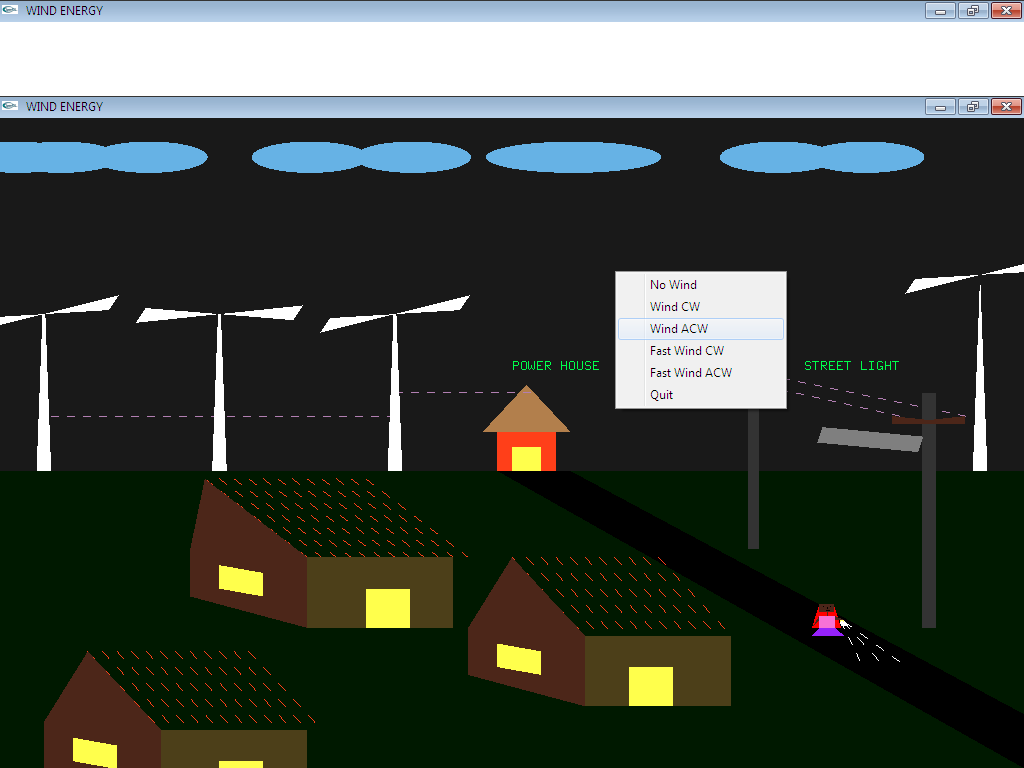 WIND ENERGY
WIND ENERGY
No Wind
Wind CW
Wind ACW
Fast Wind CW
Fast Wind ACW
Quit
POWER HOUSE
STREET LIGHT